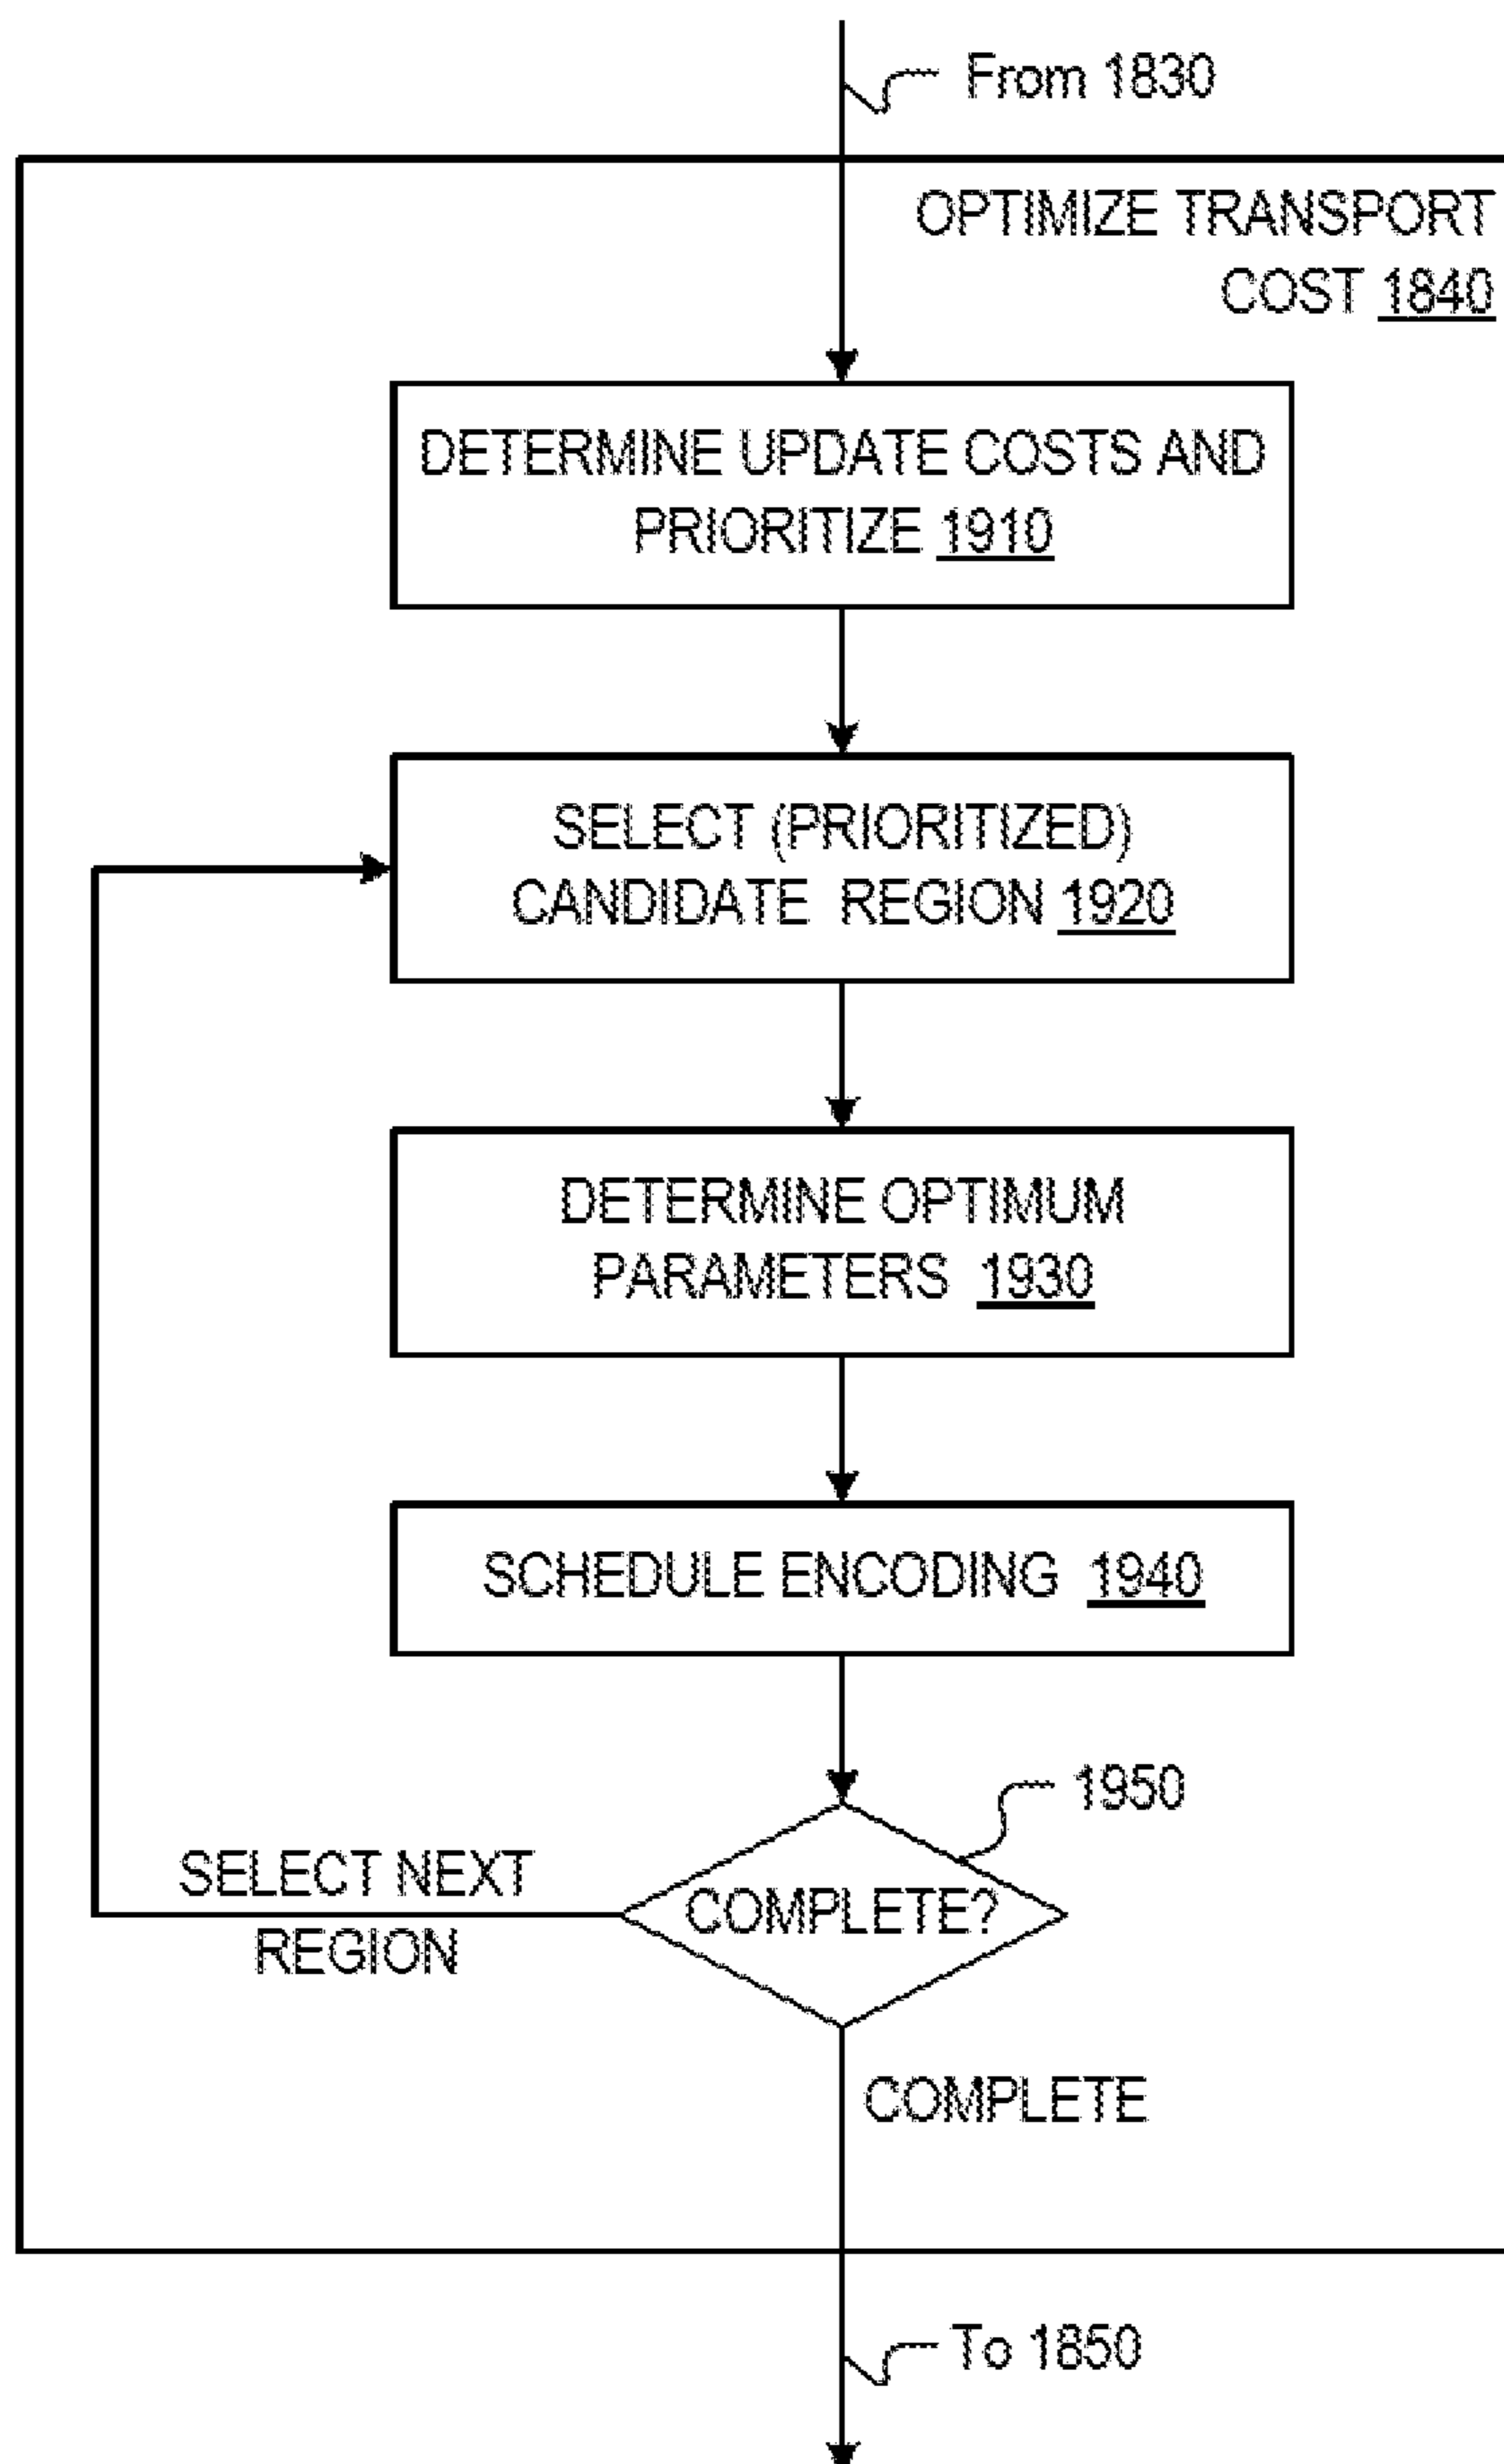 From 1830
OPTIMIZE TRANSPORT
COST 1840
DETERMINE UPDATE COSTS AND
PRIORITIZE 1910
SELECT (PRIORITIZED)
CANDIDATE REGION 1920
DETERMINE OPTIMUM
PARAMETERS 1930
SCHEDULE ENCODING 1940
1950
SELECT NEXT
REGION
COMPLETE?
COMPLETE
To 1850